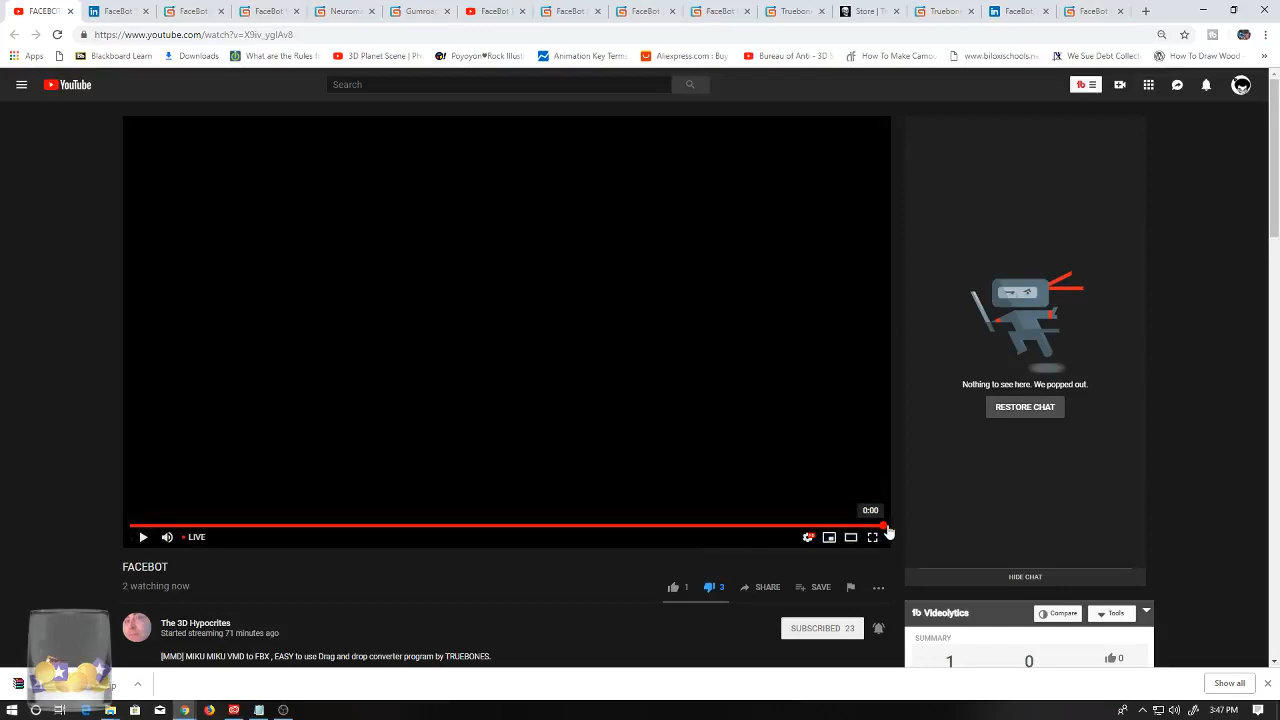 FACEBOT
FaceBot
FaceBot
FaceBot
Neurom
Gumroa
FaceBot
FaceBot
FaceBot
FaceBot
Truebon
Store | T
Truebon
FaceBot
FaceBot
https://www.youtube.com/watch?v=X9iv_yglAv8
Apps
Blackboard Learn
Downloads
What are the Rules f
3D Planet Scene | Ph
Popoyon♥Rock Illust
Animation Key Terms
Aliexpress.com : Buy
Bureau of Anti - 3D S
How To Make Camou
www.biloxischools.ne
We Sue Debt Collect
How To Draw Wood
YouTube
Search
Nothing to see here. We popped out.
RESTORE CHAT
0:00
LIVE
HIDE CHAT
FACEBOT
2 watching now
1
3
SHARE
SAVE
Videolytics
Compare
Tools
The 3D Hypocrites
Started streaming 71 minutes ago
SUBSCRIBED 23
SUMMARY
1
0
0
[MMD] MIKU MIKU VMD to FBX , EASY to use Drag and drop converter program by TRUEBONES.
Show all
3:47 PM